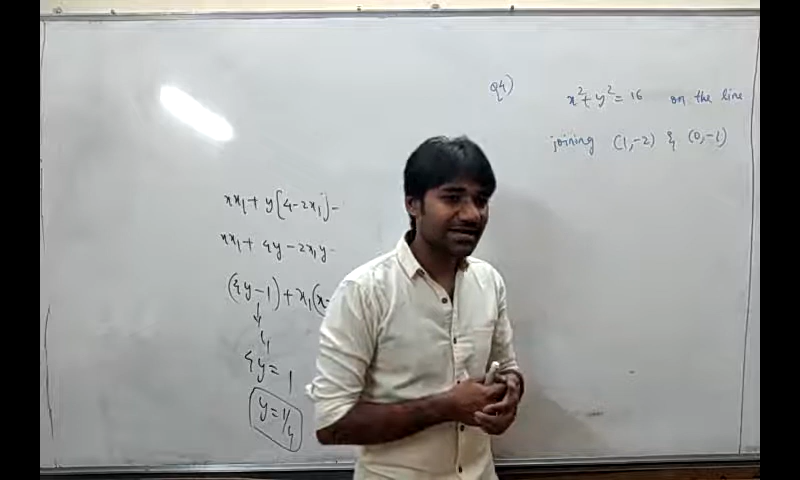 Q4) x² + y² = 16 on the line
joining (1,-2) & (0,-1)
xx₁ + y[4-2x₁] -
xx₁ + 4y - 2x₁y -
(4y-1) + x₁(x-
↓
L₁
4y = 1
y = 1/4